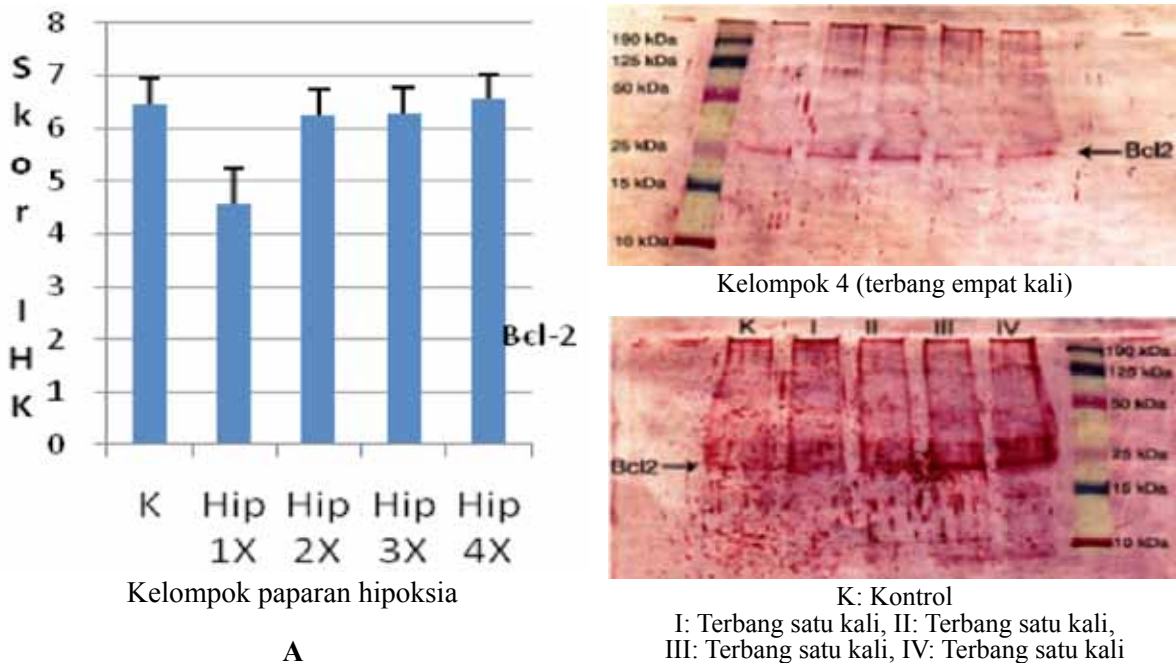 8
7
6
5
4
3
2
1
0
Skor IHK
Bcl-2
K
Hip 1X
Hip 2X
Hip 3X
Hip 4X
Kelompok paparan hipoksia
A
190 kDa
125 kDa
50 kDa
25 kDa
15 kDa
10 kDa
Bcl2
Kelompok 4 (terbang empat kali)
K I II III IV
190 kDa
125 kDa
50 kDa
25 kDa
15 kDa
10 kDa
Bcl2
K: Kontrol
I: Terbang satu kali, II: Terbang satu kali,
III: Terbang satu kali, IV: Terbang satu kali